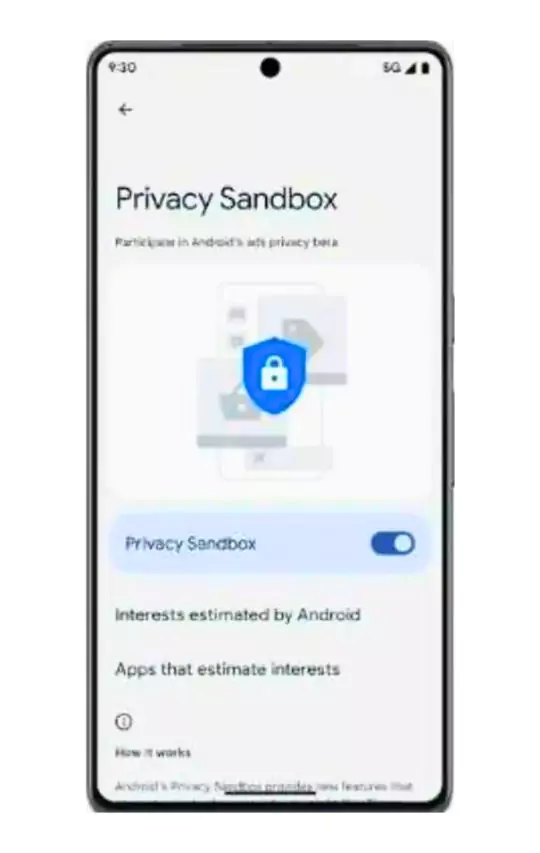 9:30
5G
Privacy Sandbox
Participate in Android's ads privacy beta
Privacy Sandbox
Interests estimated by Android
Apps that estimate interests
How it works
Android's Privacy Sandbox provides new features that